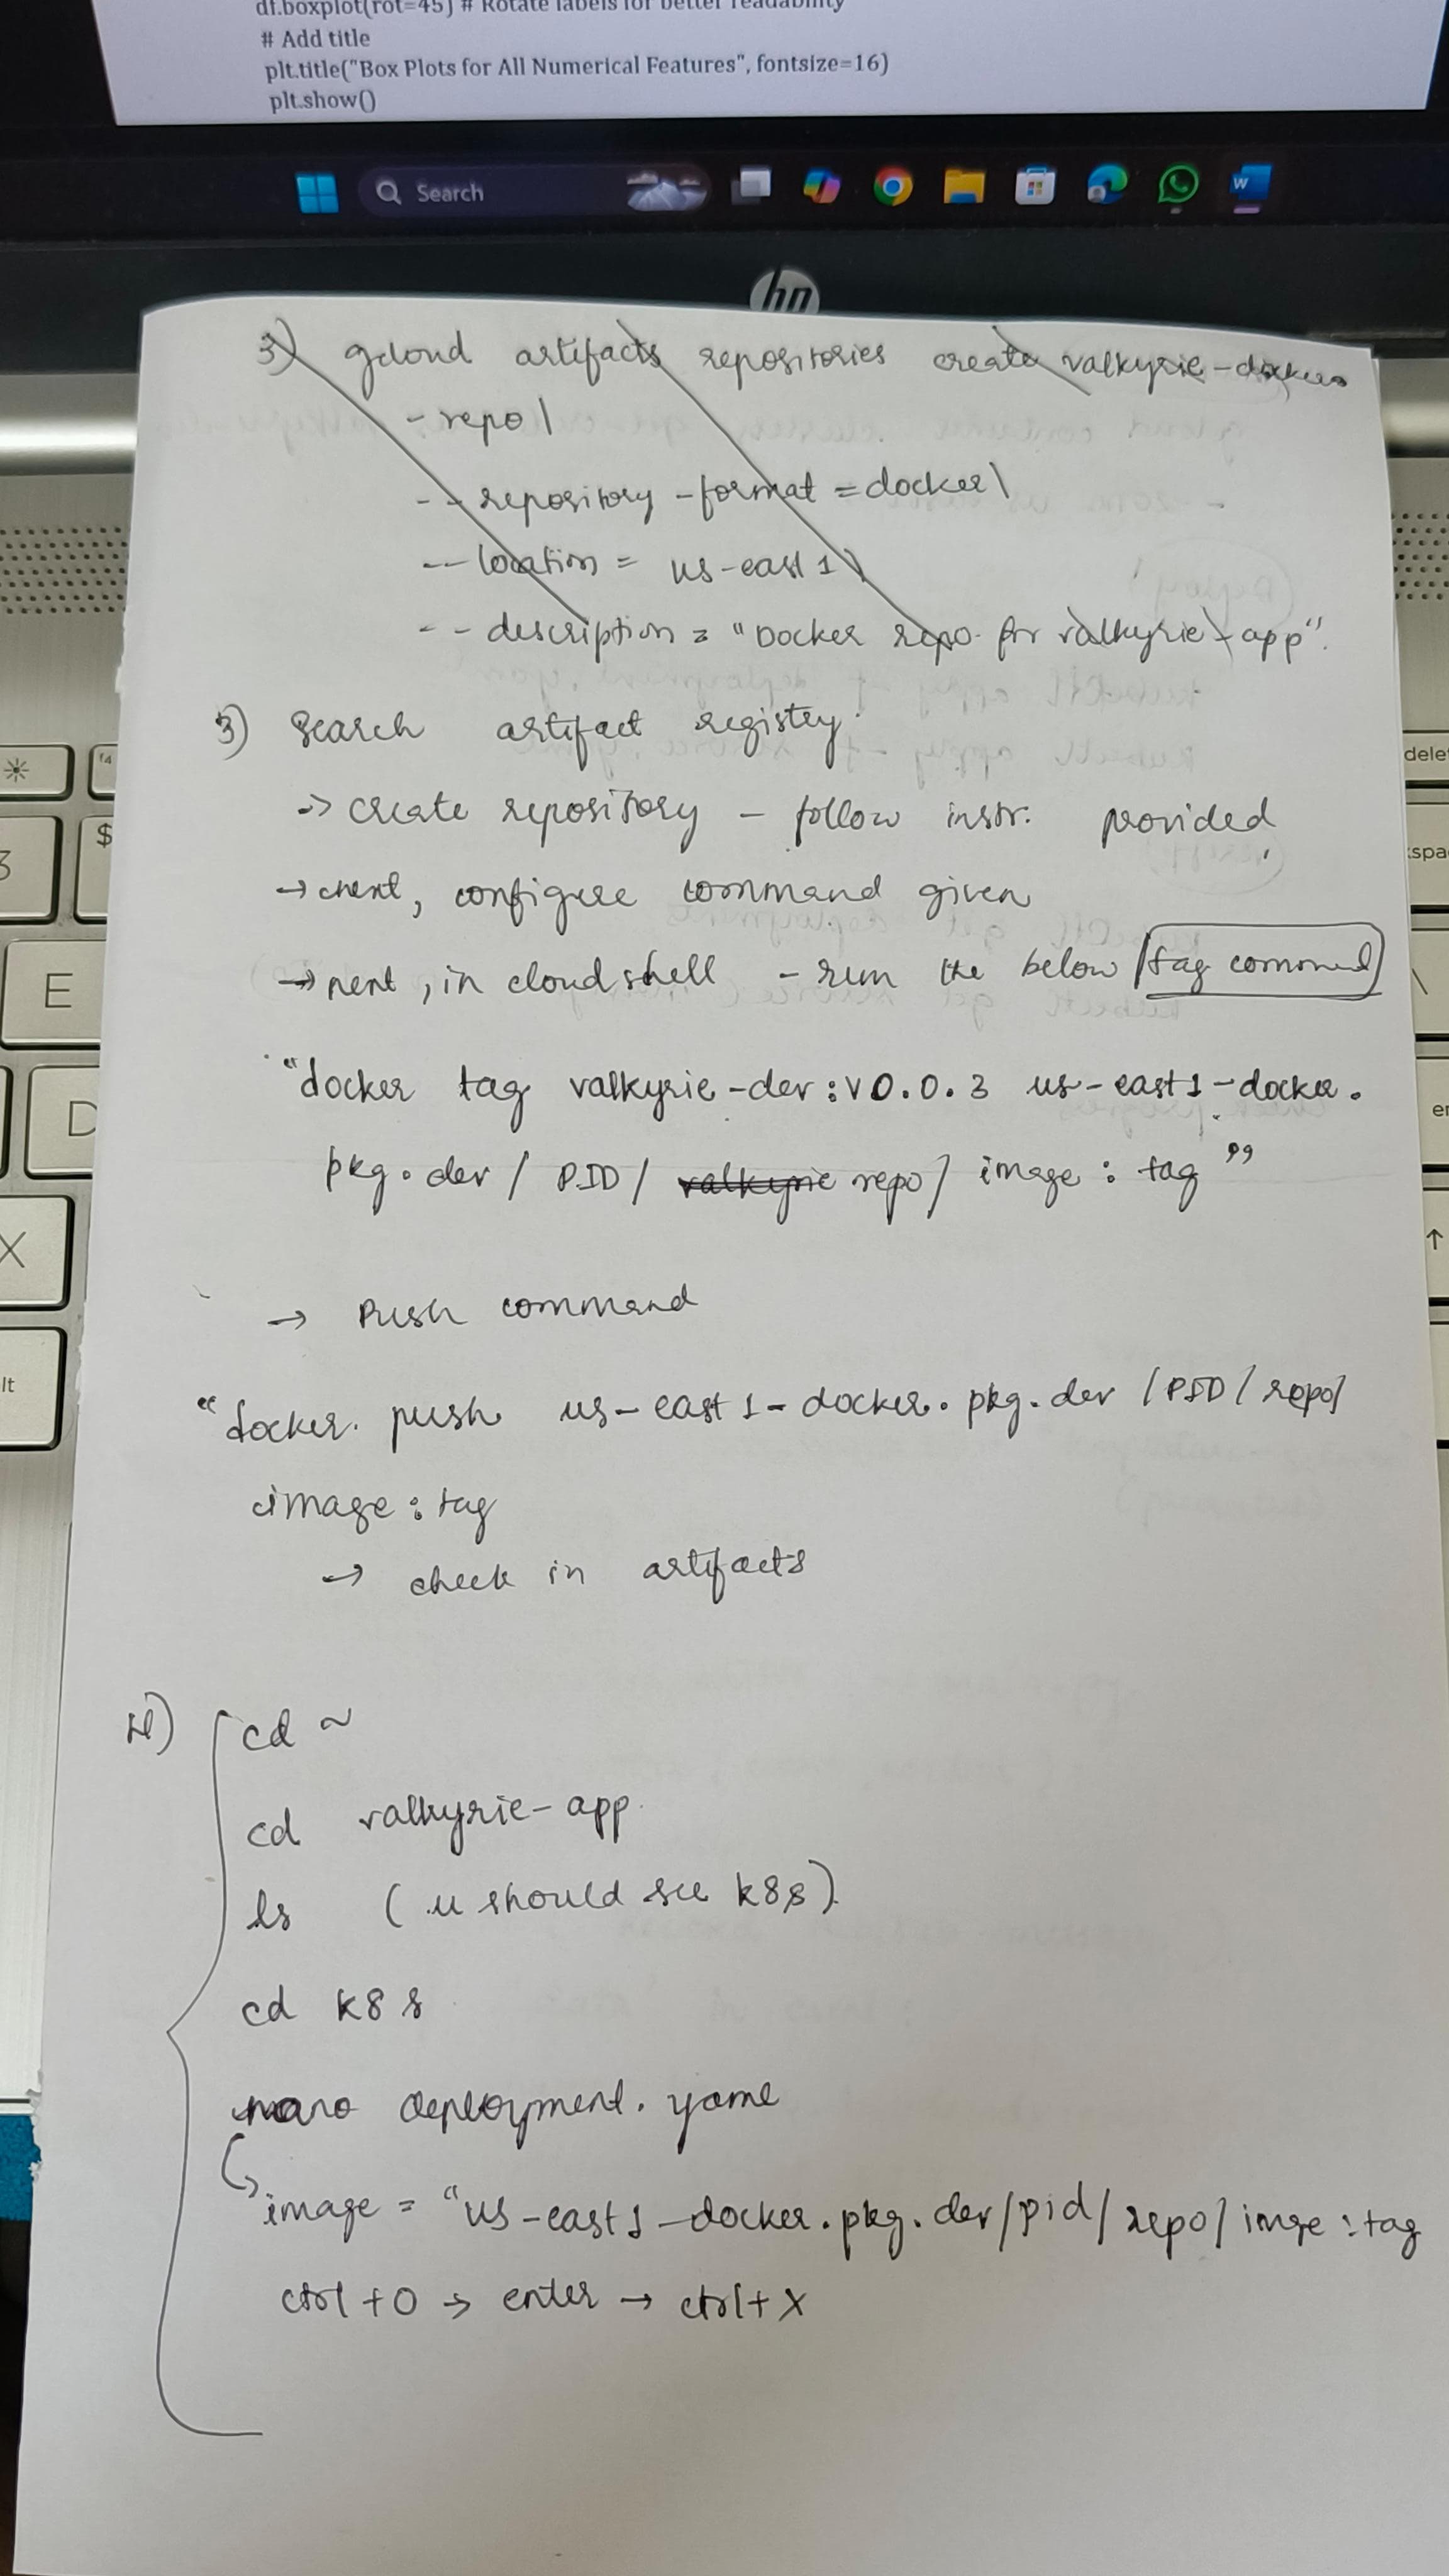 df.boxplot(rot=45) # Rotate labels for better readability
# Add title
plt.title("Box Plots for All Numerical Features", fontsize=16)
plt.show()
Search
hp
3) gcloud artifacts repositories create valkyrie-docker
- repo \
-- repository-format = docker \
-- location = us-east 1 \
-- description = "Docker repo for valkyrie-app".
3) Search artifact registry.
-> create repository - follow instr. provided
-> next, configure command given
-> next, in cloudshell - run the below tag command
"docker tag valkyrie-dev:v0.0.3 us-east1-docker.
pkg.dev / PID / valkyrie repo / image : tag"
-> Push command
"docker. push us-east1-docker.pkg.dev / PID / repo/
image : tag
-> check in artifacts
4) cd ~
cd valkyrie-app
ls (u should see k8s)
cd k8s
nano deployment.yaml
image = "us-east1-docker.pkg.dev/pid/repo/imge:tag
ctrl+O -> enter -> ctrl+X
f4
$
3
E
D
X
lt
delete
\
↑